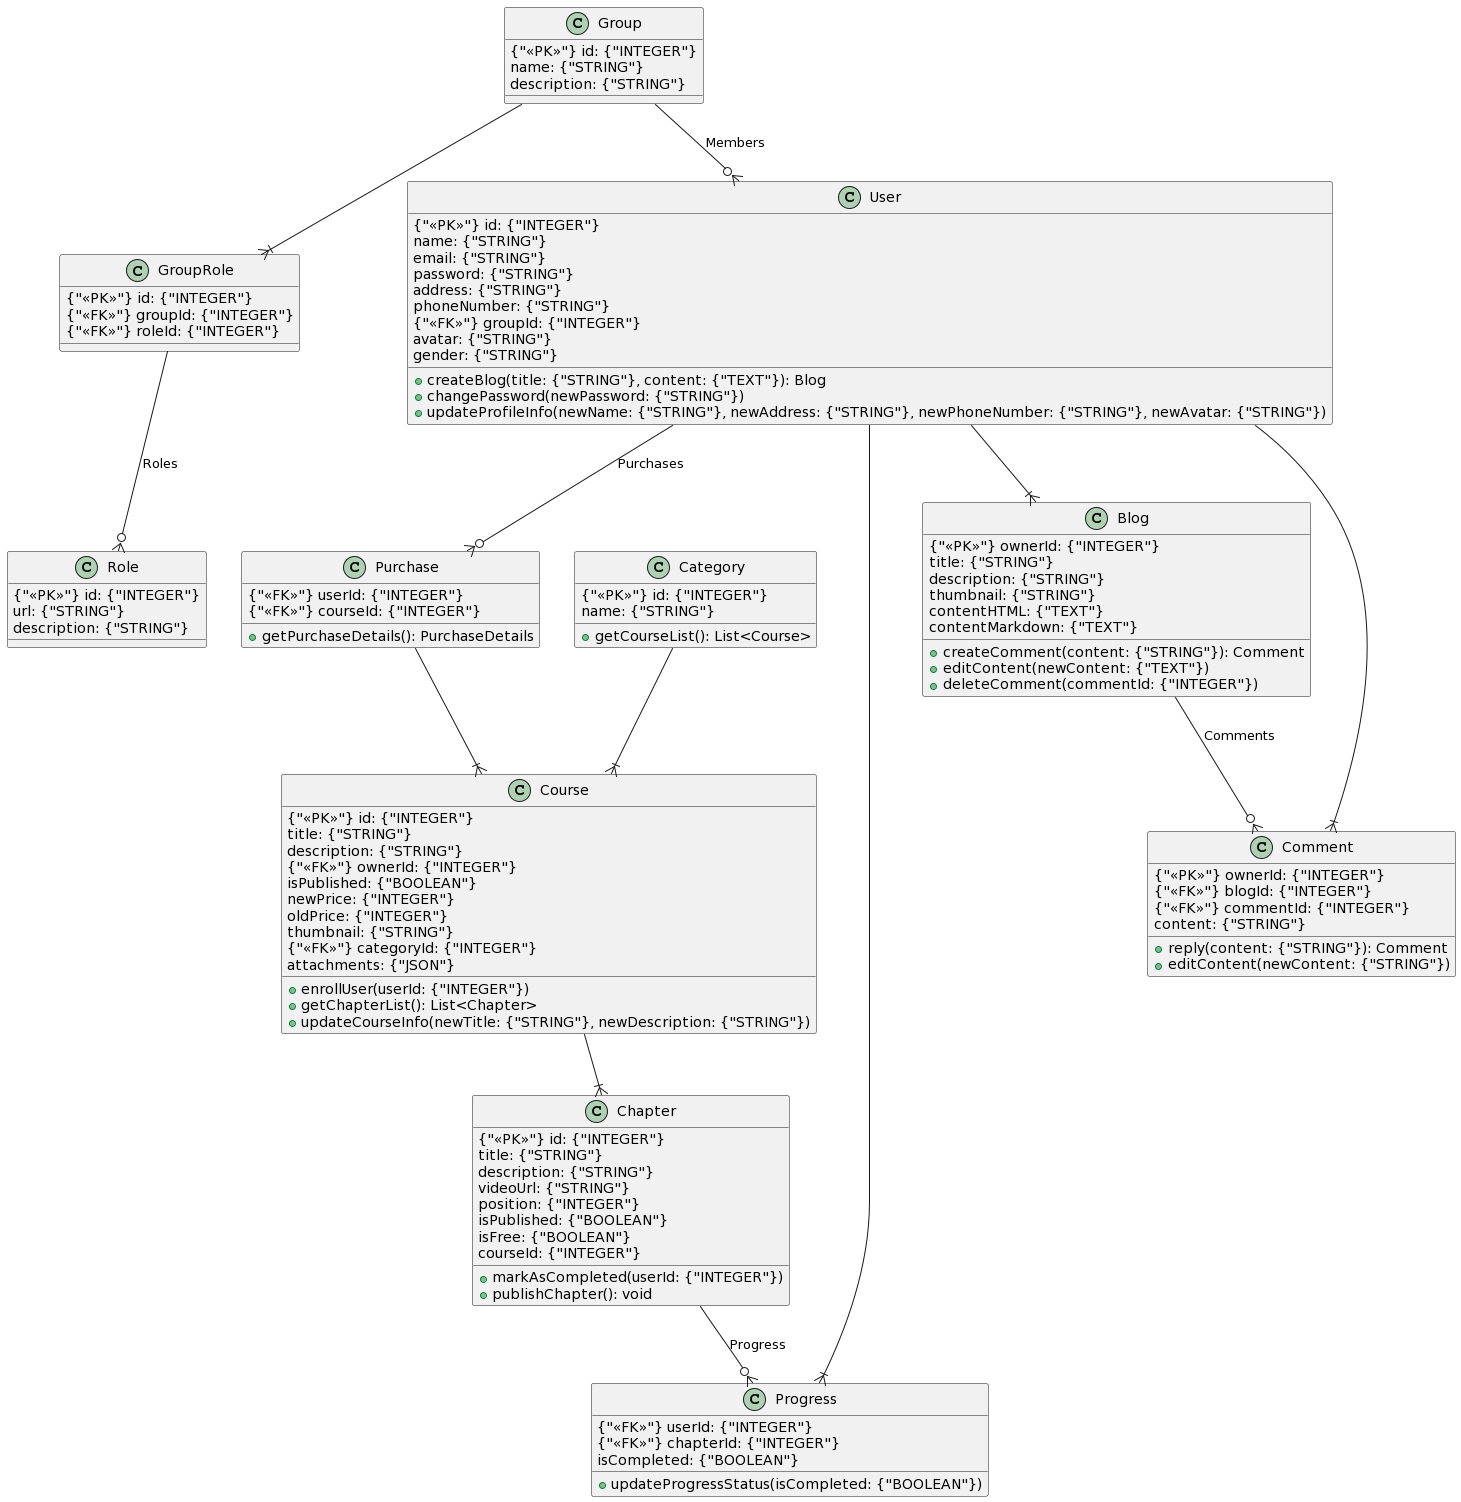 C Group
{"«PK»"} id: {"INTEGER"}
name: {"STRING"}
description: {"STRING"}
Members
C User
{"«PK»"} id: {"INTEGER"}
name: {"STRING"}
email: {"STRING"}
password: {"STRING"}
address: {"STRING"}
phoneNumber: {"STRING"}
{"«FK»"} groupId: {"INTEGER"}
avatar: {"STRING"}
gender: {"STRING"}
createBlog(title: {"STRING"}, content: {"TEXT"}): Blog
changePassword(newPassword: {"STRING"})
updateProfileInfo(newName: {"STRING"}, newAddress: {"STRING"}, newPhoneNumber: {"STRING"}, newAvatar: {"STRING"})
C GroupRole
{"«PK»"} id: {"INTEGER"}
{"«FK»"} groupId: {"INTEGER"}
{"«FK»"} roleId: {"INTEGER"}
Roles
Purchases
C Role
{"«PK»"} id: {"INTEGER"}
url: {"STRING"}
description: {"STRING"}
C Purchase
{"«FK»"} userId: {"INTEGER"}
{"«FK»"} courseId: {"INTEGER"}
getPurchaseDetails(): PurchaseDetails
C Category
{"«PK»"} id: {"INTEGER"}
name: {"STRING"}
getCourseList(): List<Course>
C Blog
{"«PK»"} ownerId: {"INTEGER"}
title: {"STRING"}
description: {"STRING"}
thumbnail: {"STRING"}
contentHTML: {"TEXT"}
contentMarkdown: {"TEXT"}
createComment(content: {"STRING"}): Comment
editContent(newContent: {"TEXT"})
deleteComment(commentId: {"INTEGER"})
Comments
C Course
{"«PK»"} id: {"INTEGER"}
title: {"STRING"}
description: {"STRING"}
{"«FK»"} ownerId: {"INTEGER"}
isPublished: {"BOOLEAN"}
newPrice: {"INTEGER"}
oldPrice: {"INTEGER"}
thumbnail: {"STRING"}
{"«FK»"} categoryId: {"INTEGER"}
attachments: {"JSON"}
enrollUser(userId: {"INTEGER"})
getChapterList(): List<Chapter>
updateCourseInfo(newTitle: {"STRING"}, newDescription: {"STRING"})
C Comment
{"«PK»"} ownerId: {"INTEGER"}
{"«FK»"} blogId: {"INTEGER"}
{"«FK»"} commentId: {"INTEGER"}
content: {"STRING"}
reply(content: {"STRING"}): Comment
editContent(newContent: {"STRING"})
C Chapter
{"«PK»"} id: {"INTEGER"}
title: {"STRING"}
description: {"STRING"}
videoUrl: {"STRING"}
position: {"INTEGER"}
isPublished: {"BOOLEAN"}
isFree: {"BOOLEAN"}
courseId: {"INTEGER"}
markAsCompleted(userId: {"INTEGER"})
publishChapter(): void
Progress
C Progress
{"«FK»"} userId: {"INTEGER"}
{"«FK»"} chapterId: {"INTEGER"}
isCompleted: {"BOOLEAN"}
updateProgressStatus(isCompleted: {"BOOLEAN"})